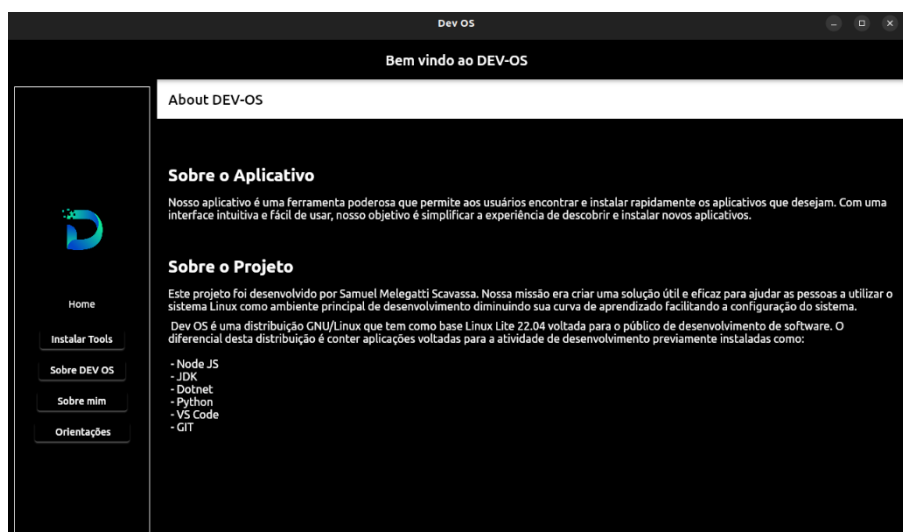 Dev OS
Bem vindo ao DEV-OS
About DEV-OS
Home
Instalar Tools
Sobre DEV OS
Sobre mim
Orientações
Sobre o Aplicativo
Nosso aplicativo é uma ferramenta poderosa que permite aos usuários encontrar e instalar rapidamente os aplicativos que desejam. Com uma
interface intuitiva e fácil de usar, nosso objetivo é simplificar a experiência de descobrir e instalar novos aplicativos.
Sobre o Projeto
Este projeto foi desenvolvido por Samuel Melegatti Scavassa. Nossa missão era criar uma solução útil e eficaz para ajudar as pessoas a utilizar o
sistema Linux como ambiente principal de desenvolvimento diminuindo sua curva de aprendizado facilitando a configuração do sistema.
Dev OS é uma distribuição GNU/Linux que tem como base Linux Lite 22.04 voltada para o público de desenvolvimento de software. O
diferencial desta distribuição é conter aplicações voltadas para a atividade de desenvolvimento previamente instaladas como:
- Node JS
- JDK
- Dotnet
- Python
- VS Code
- GIT